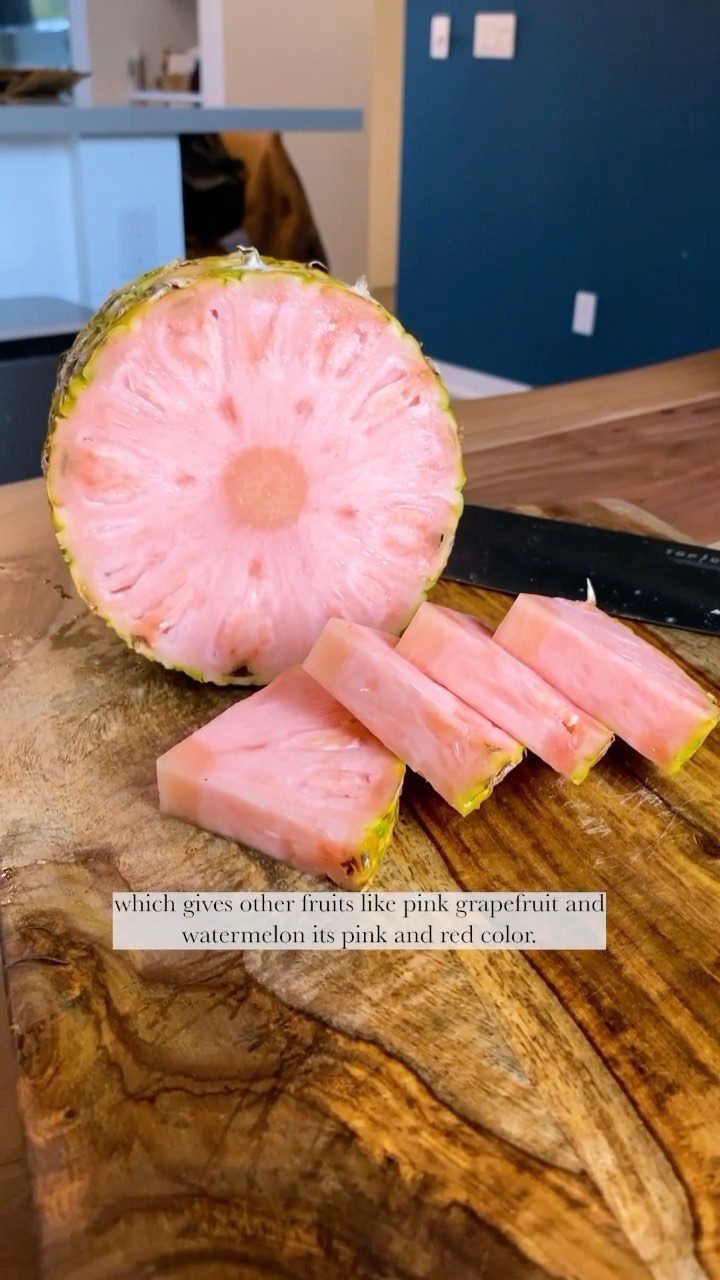 which gives other fruits like pink grapefruit and
watermelon its pink and red color.